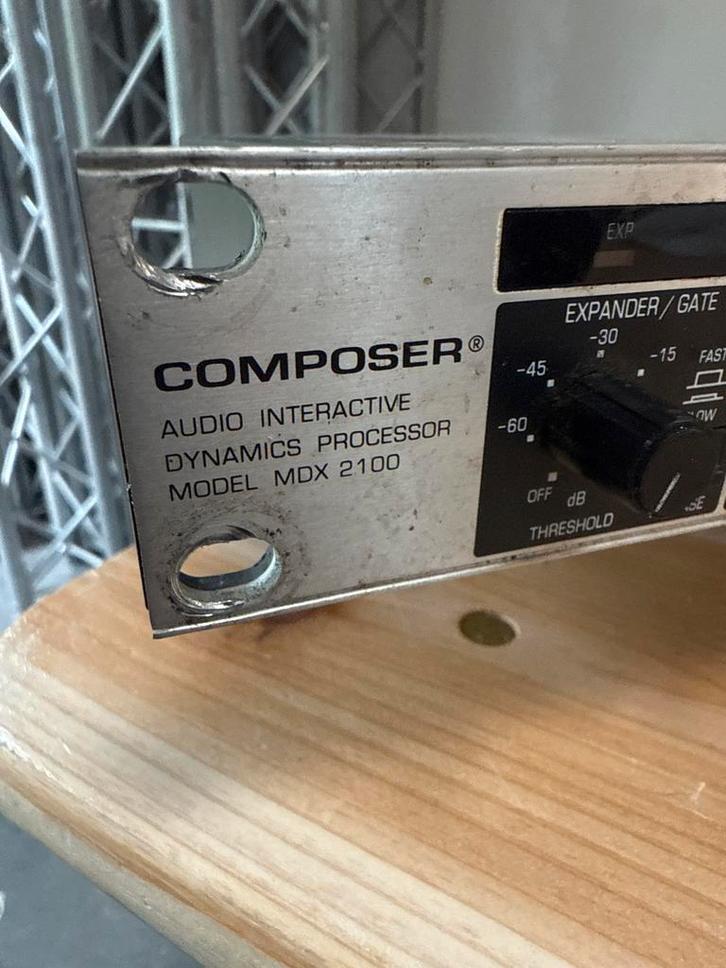 COMPOSER®
AUDIO INTERACTIVE
DYNAMICS PROCESSOR
MODEL MDX 2100
EXP
EXPANDER/GATE
-30
-45
-15
FAST
-60
OFF
dB
THRESHOLD